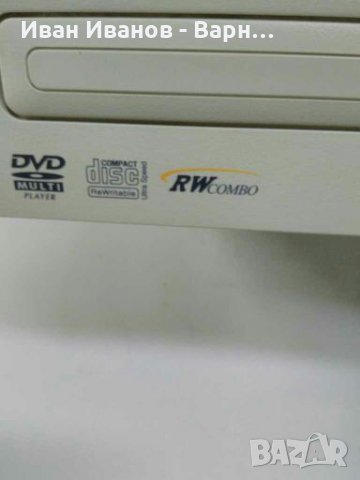 Иван Иванов - Варн...
DVD
MULTI
PLAYER
COMPACT
disc
ReWritable
Ultra Speed
RW COMBO
BAZAR